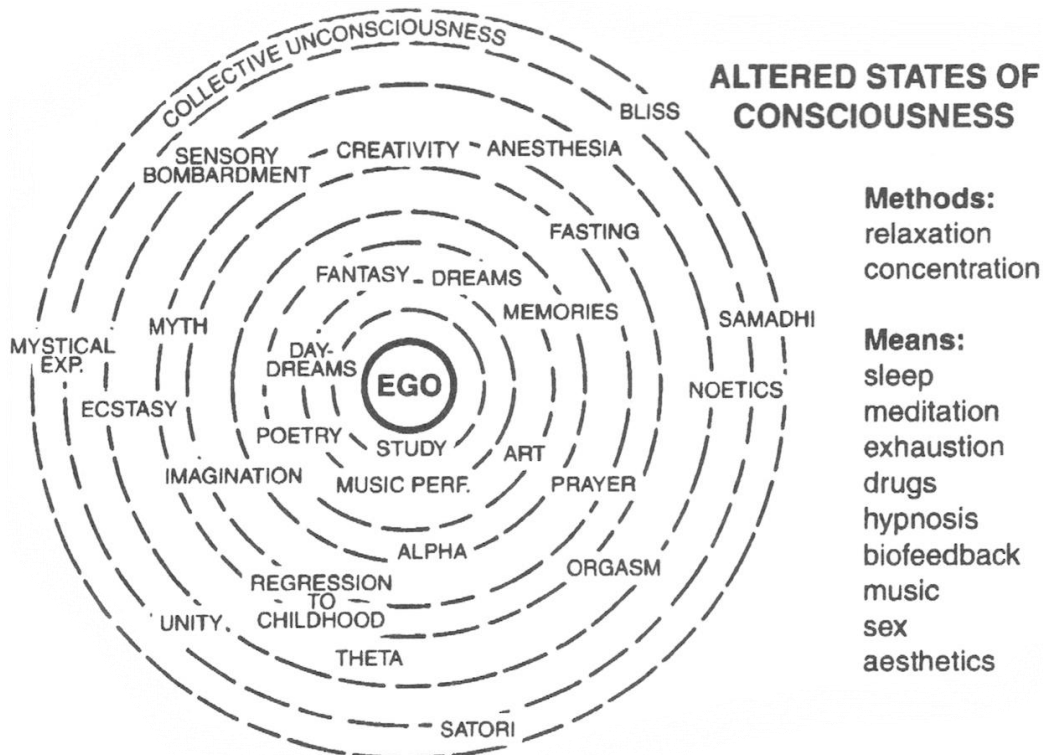 COLLECTIVE UNCONSCIOUSNESS
ALTERED STATES OF
CONSCIOUSNESS
BLISS
SENSORY
BOMBARDMENT
CREATIVITY
ANESTHESIA
Methods:
relaxation
concentration
FASTING
FANTASY
DREAMS
MEMORIES
MYTH
SAMADHI
MYSTICAL
EXP.
DAY-
DREAMS
EGO
Means:
sleep
meditation
exhaustion
drugs
hypnosis
biofeedback
music
sex
aesthetics
NOETICS
ECSTASY
POETRY
STUDY
ART
IMAGINATION
MUSIC PERF.
PRAYER
ALPHA
ORGASM
REGRESSION
TO
CHILDHOOD
UNITY
THETA
SATORI